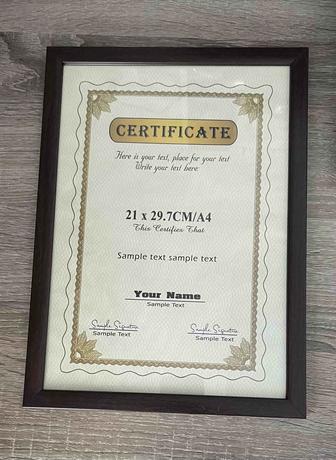 CERTIFICATE
Here is your text, place for your text
Write your text here:
21 x 29.7CM/A4
This Certifies That
Sample text sample text
Your Name
Sample Text
Sample Signature
Sample Text
Sample Signature
Sample Text